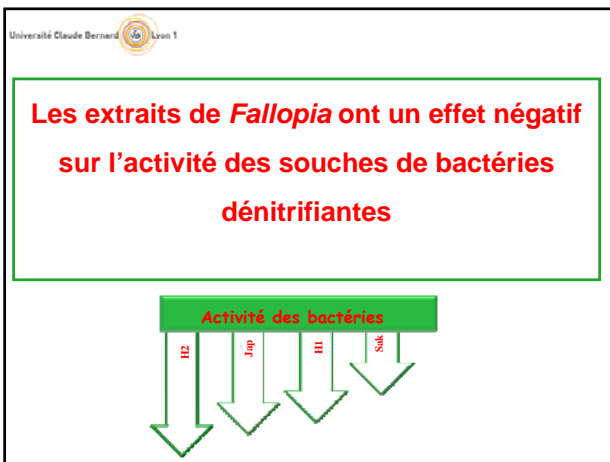 Université Claude Bernard Lyon 1
Les extraits de Fallopia ont un effet négatif
sur l'activité des souches de bactéries
dénitrifiantes
Activité des bactéries
H2
Jap
H1
Sak